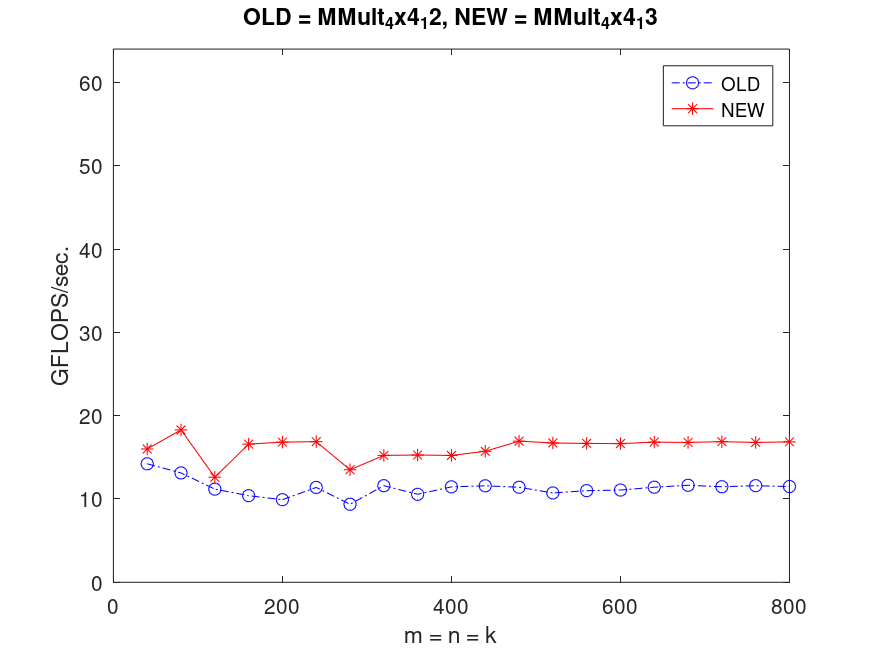 OLD = MMult₄x4₁2, NEW = MMult₄x4₁3
OLD
NEW
GFLOPS/sec.
60
50
40
30
20
10
0
0 200 400 600 800
m = n = k